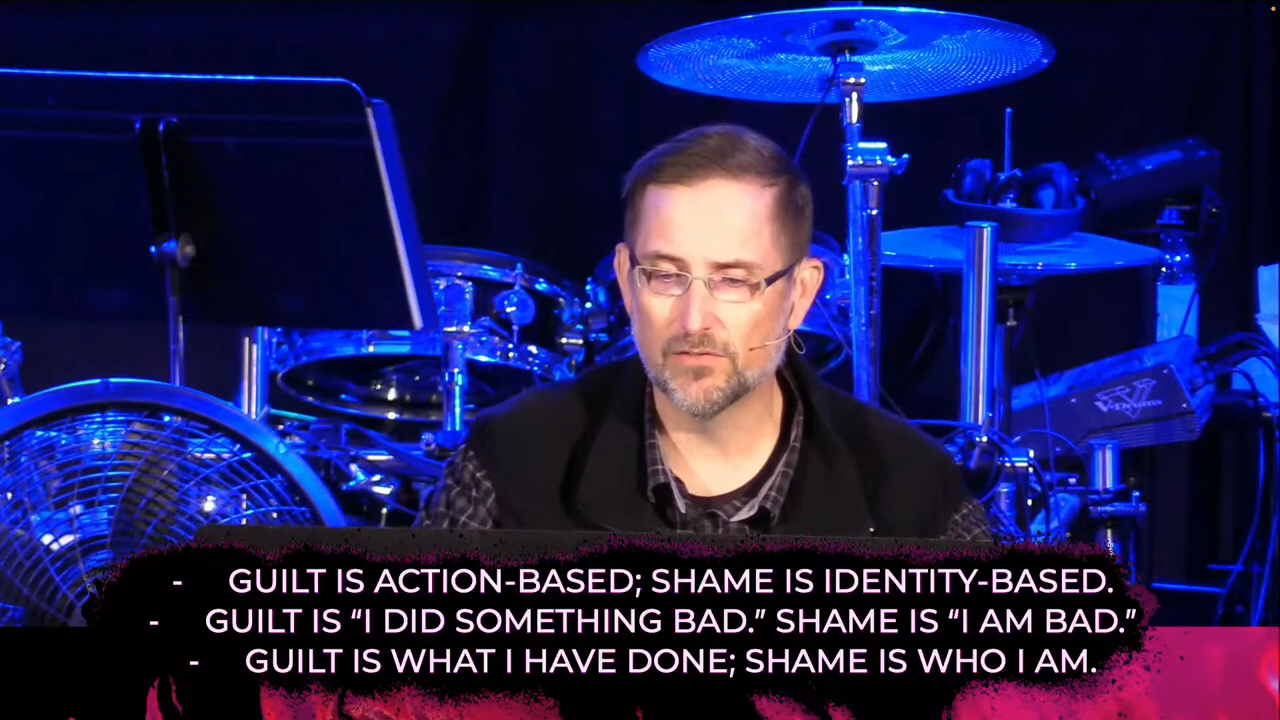 V-Drums
- GUILT IS ACTION-BASED; SHAME IS IDENTITY-BASED.
- GUILT IS “I DID SOMETHING BAD.” SHAME IS “I AM BAD.”
- GUILT IS WHAT I HAVE DONE; SHAME IS WHO I AM.